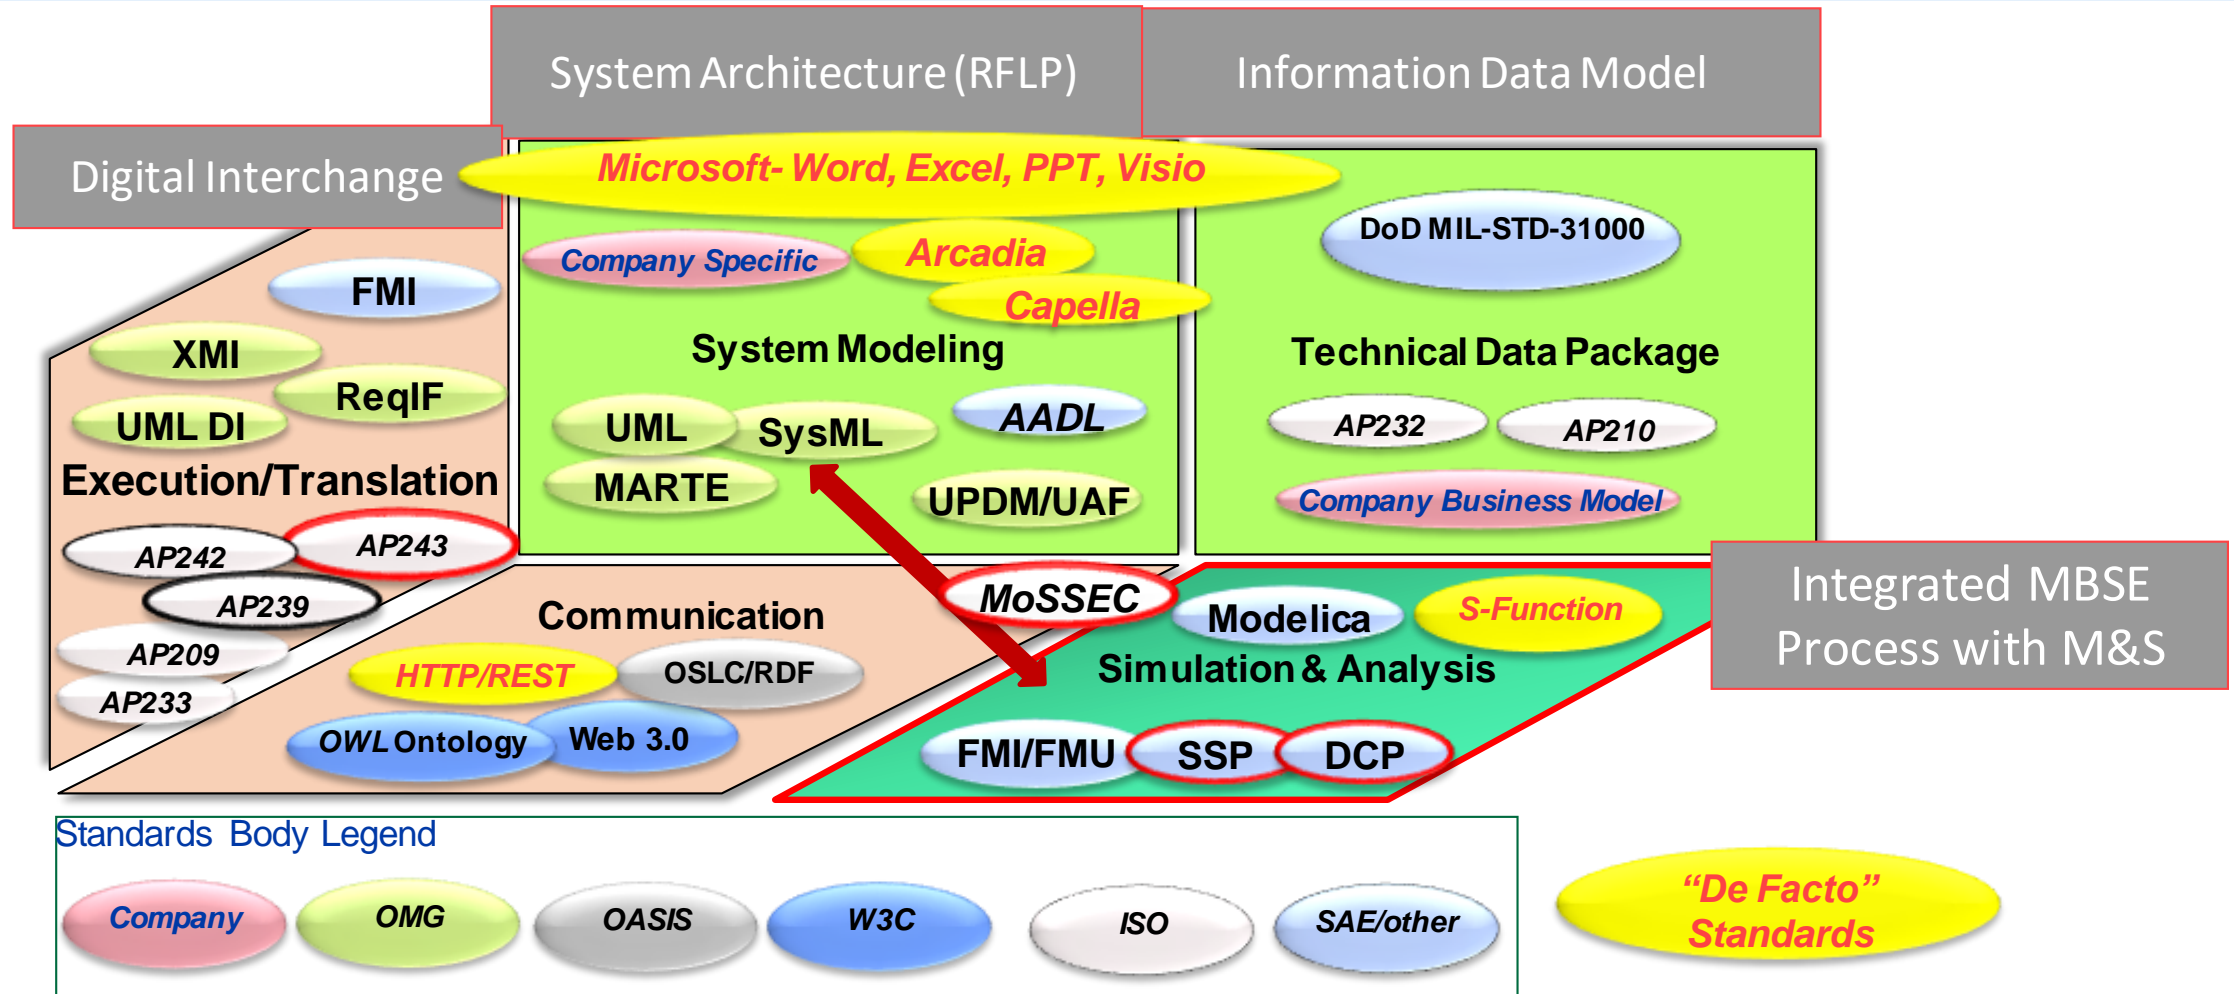 System Architecture (RFLP)
Information Data Model
Digital Interchange
Microsoft- Word, Excel, PPT, Visio
DoD MIL-STD-31000
Company Specific
Arcadia
Capella
FMI
XMI
ReqIF
UML DI
Execution/Translation
System Modeling
UML
SysML
AADL
MARTE
UPDM/UAF
Technical Data Package
AP232
AP210
Company Business Model
AP242
AP243
AP239
AP209
AP233
Communication
HTTP/REST
OSLC/RDF
OWL Ontology
Web 3.0
MoSSEC
Modelica
S-Function
Simulation & Analysis
FMI/FMU
SSP
DCP
Integrated MBSE
Process with M&S
Standards Body Legend
Company
OMG
OASIS
W3C
ISO
SAE/other
“De Facto”
Standards